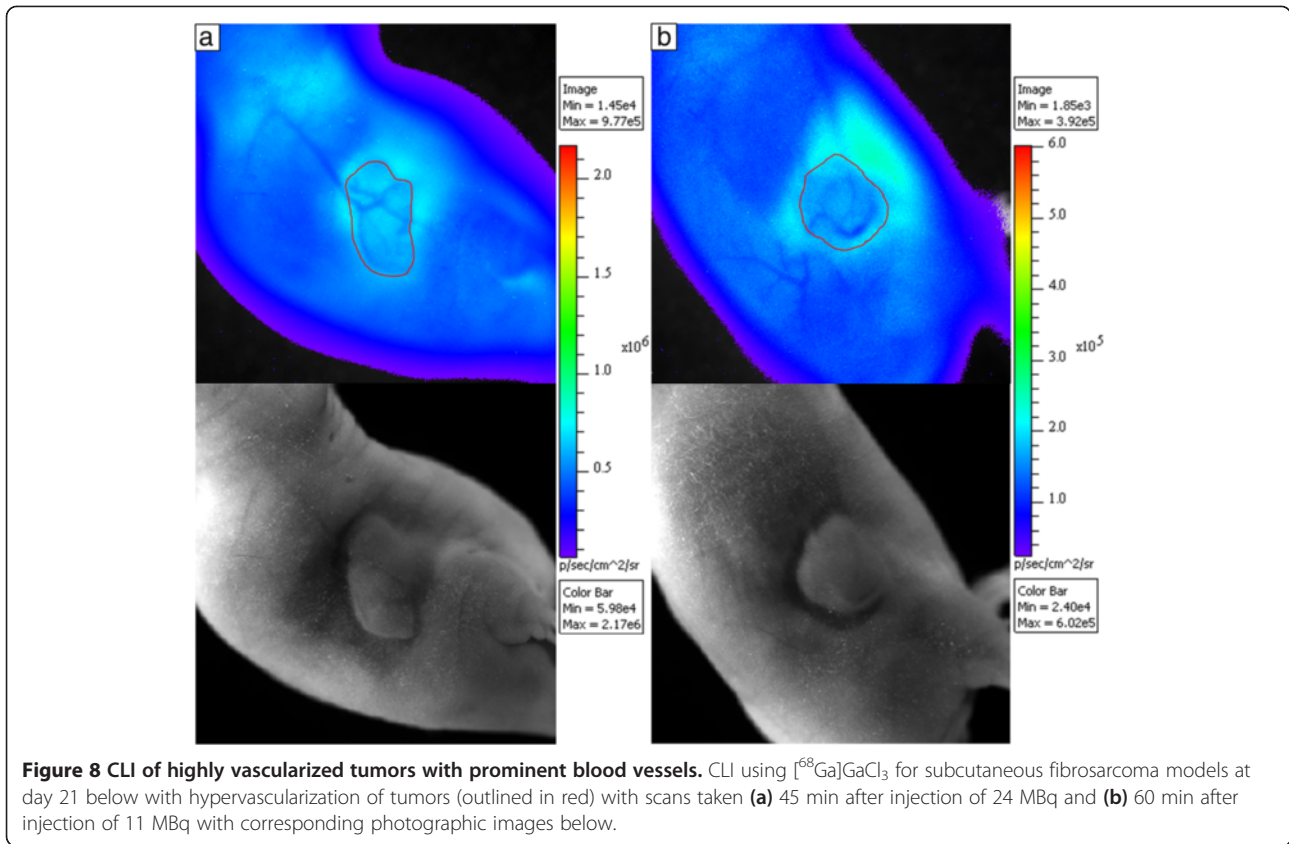 a
Image
Min = 1.45e4
Max = 9.77e5
2.0
1.5
x10⁶
1.0
0.5
p/sec/cm^2/sr
Color Bar
Min = 5.98e4
Max = 2.17e6
b
Image
Min = 1.85e3
Max = 3.92e5
6.0
5.0
4.0
x10⁵
3.0
2.0
1.0
p/sec/cm^2/sr
Color Bar
Min = 2.40e4
Max = 6.02e5
Figure 8 CLI of highly vascularized tumors with prominent blood vessels. CLI using [⁶⁸Ga]GaCl₃ for subcutaneous fibrosarcoma models at
day 21 below with hypervascularization of tumors (outlined in red) with scans taken (a) 45 min after injection of 24 MBq and (b) 60 min after
injection of 11 MBq with corresponding photographic images below.